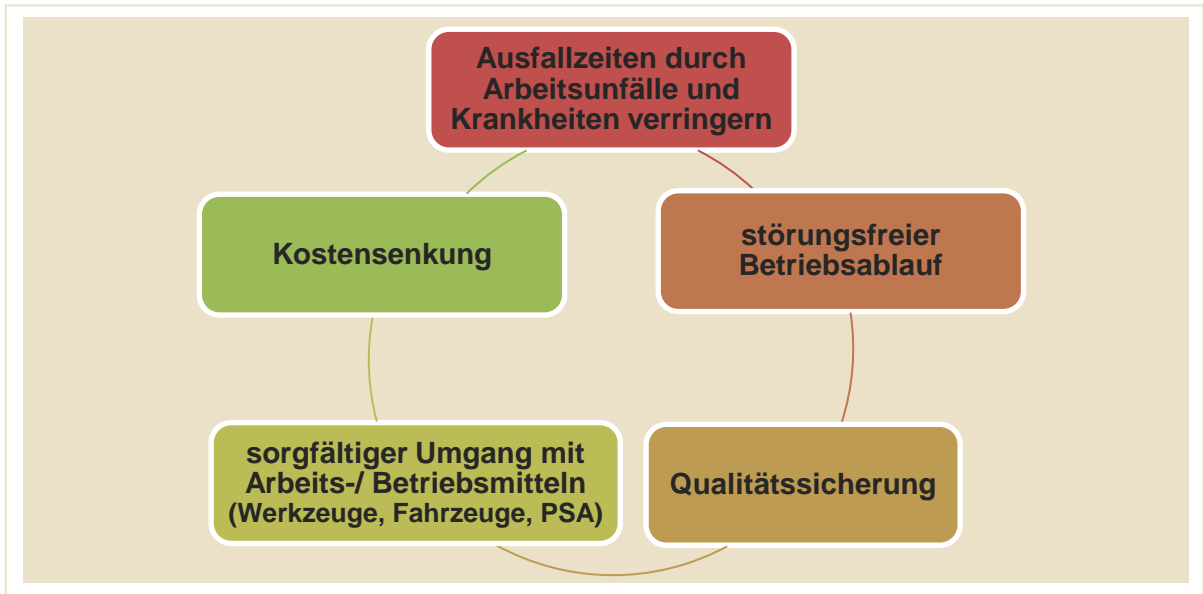 Ausfallzeiten durch
Arbeitsunfälle und
Krankheiten verringern
störungsfreier
Betriebsablauf
Qualitätssicherung
sorgfältiger Umgang mit
Arbeits-/ Betriebsmitteln
(Werkzeuge, Fahrzeuge, PSA)
Kostensenkung